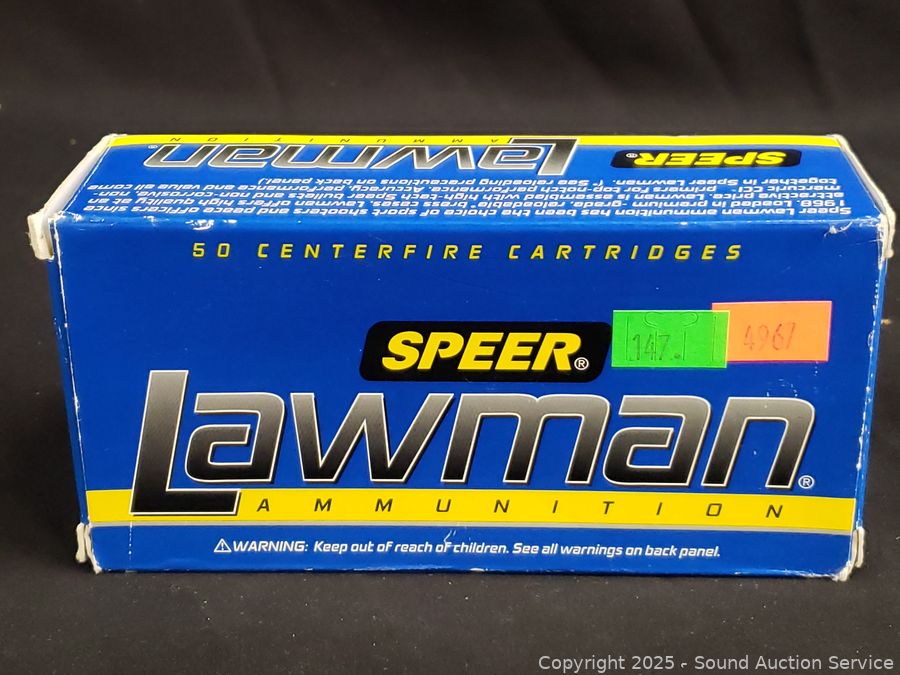 SPEER®
Lawman®
AMMUNITION
Speer Lawman ammunition has been the choice of sport shooters and peace officers since
1968. Loaded in premium, reloadable brass cases, Lawman offers high quality at an
attractive price. Lawman is assembled with high-tech Speer bullets and non-corrosive, non-
mercuric CCI primers for top-notch performance. Accuracy, performance and value all come
together in Speer Lawman. (See reloading precautions on back panel.)
50 CENTERFIRE CARTRIDGES
147.
4967
SPEER®
Lawman®
AMMUNITION
⚠WARNING: Keep out of reach of children. See all warnings on back panel.
Copyright © 2025 - Sound Auction Service